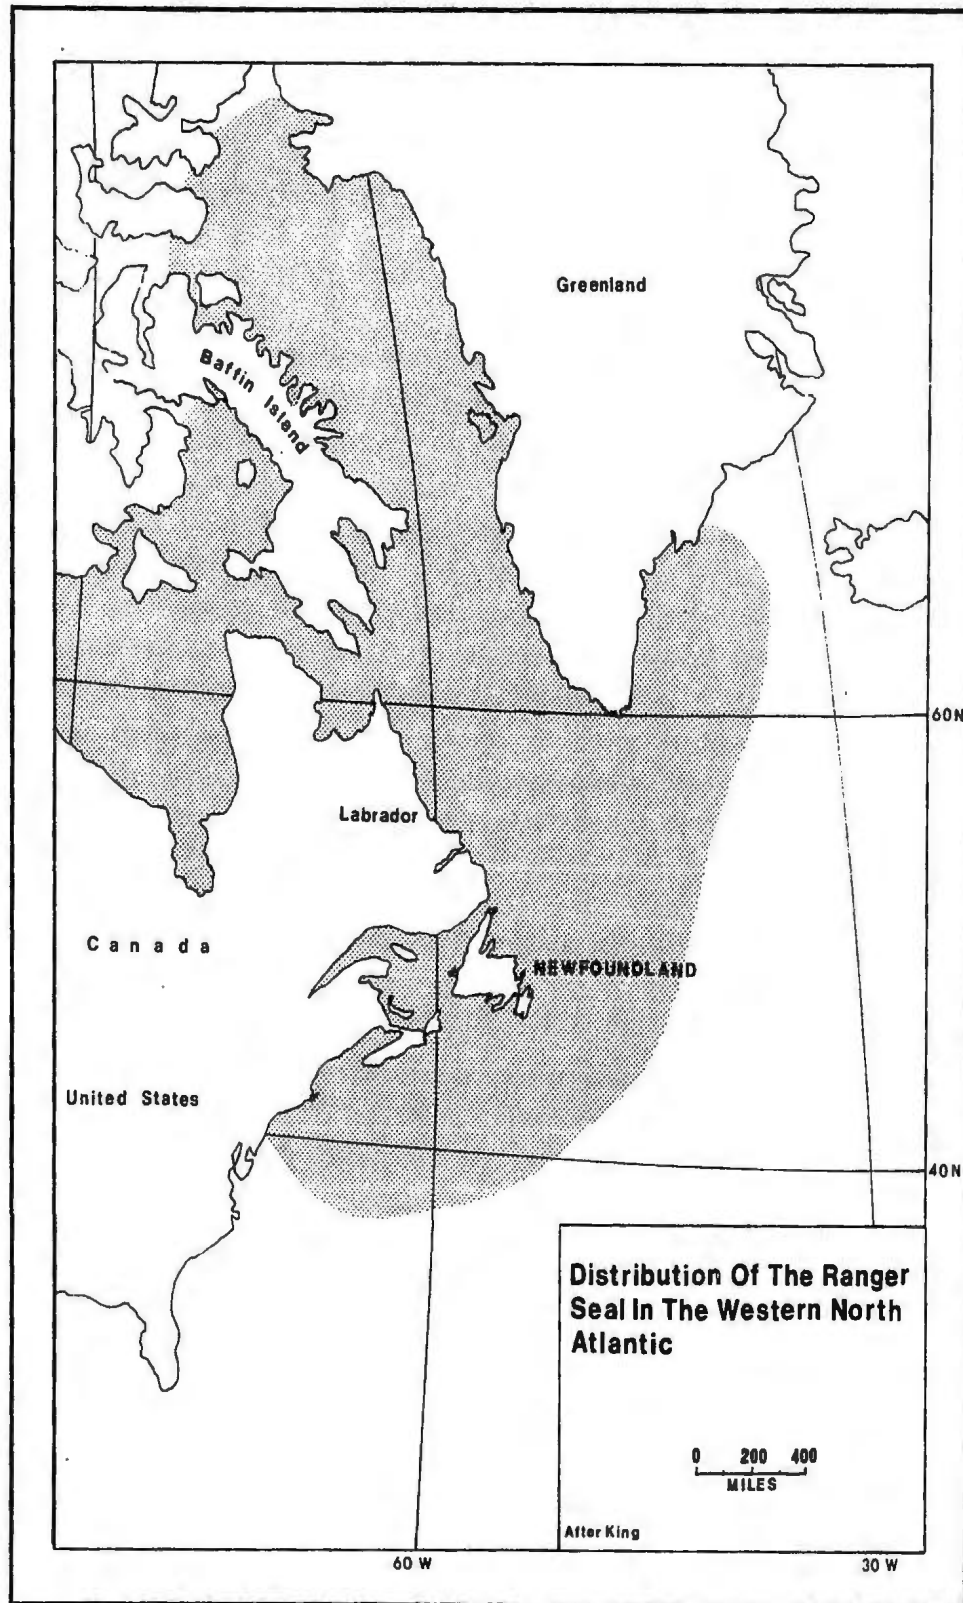 Greenland
Baffin Island
60N
Labrador
Canada
NEWFOUNDLAND
United States
40N
Distribution Of The Ranger
Seal In The Western North
Atlantic
0 200 400
MILES
After King
60 W
30 W